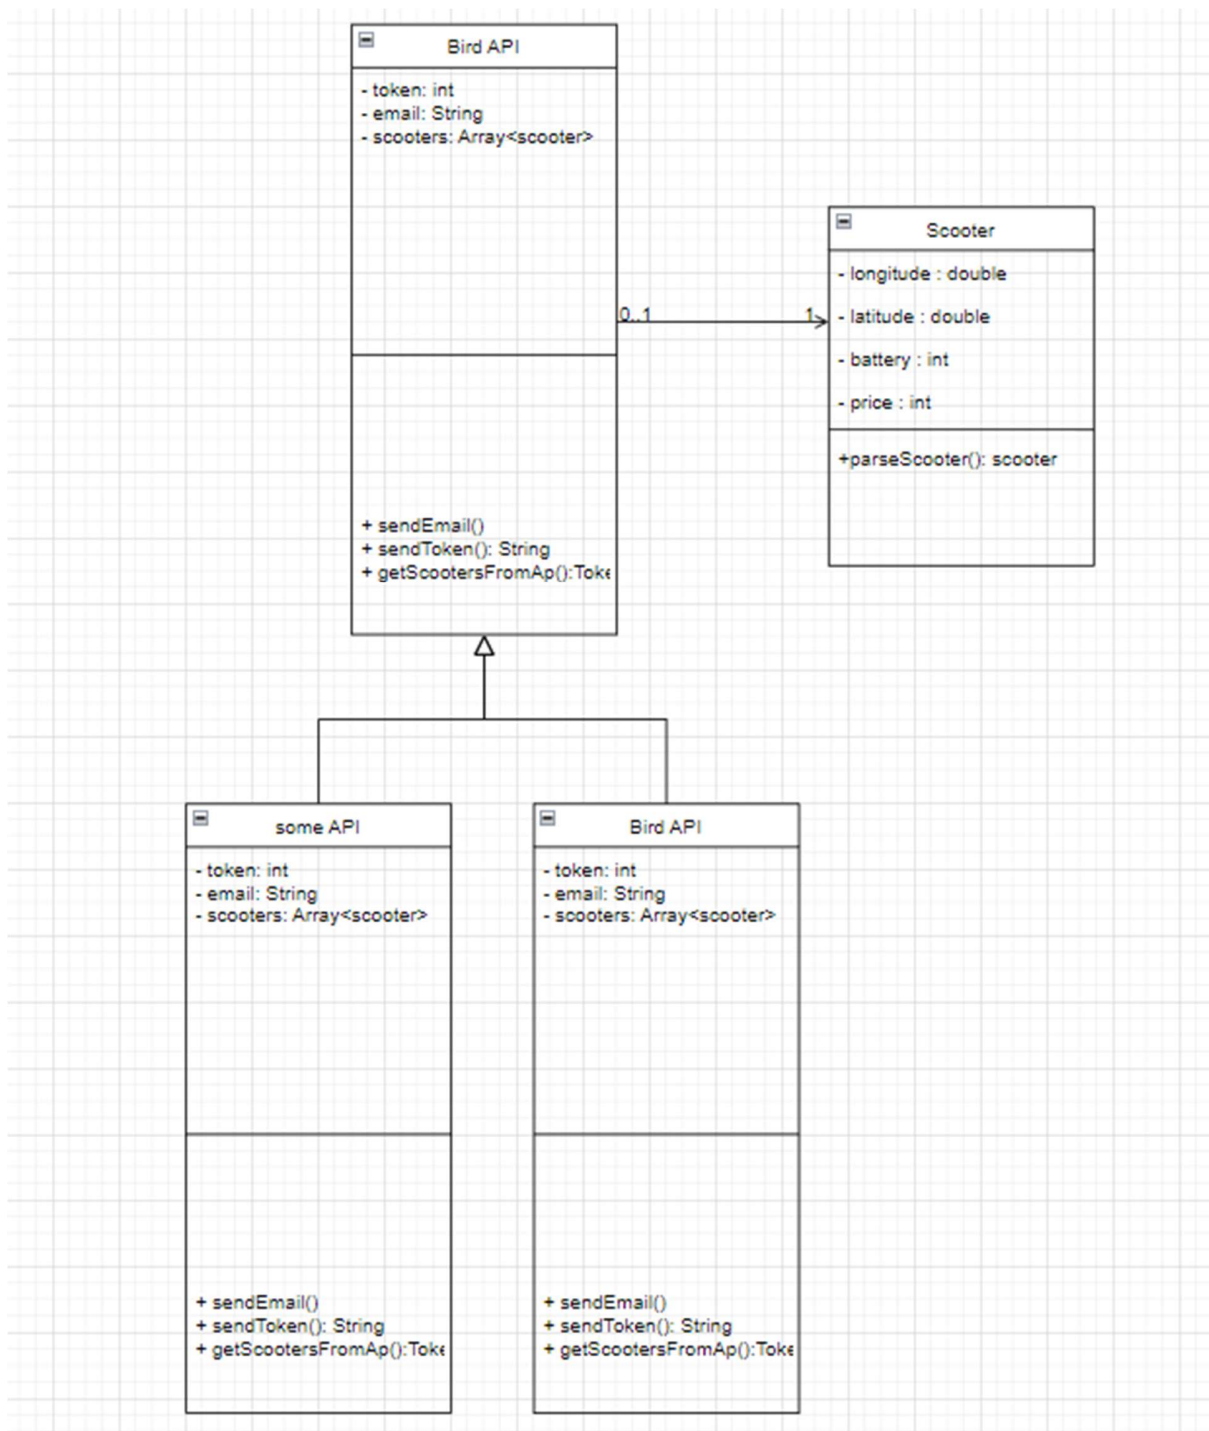 Bird API
- token: int
- email: String
- scooters: Array<scooter>
+ sendEmail()
+ sendToken(): String
+ getScootersFromAp():Toke
0..1
1
Scooter
- longitude : double
- latitude : double
- battery : int
- price : int
+parseScooter(): scooter
some API
- token: int
- email: String
- scooters: Array<scooter>
+ sendEmail()
+ sendToken(): String
+ getScootersFromAp():Toke
Bird API
- token: int
- email: String
- scooters: Array<scooter>
+ sendEmail()
+ sendToken(): String
+ getScootersFromAp():Toke